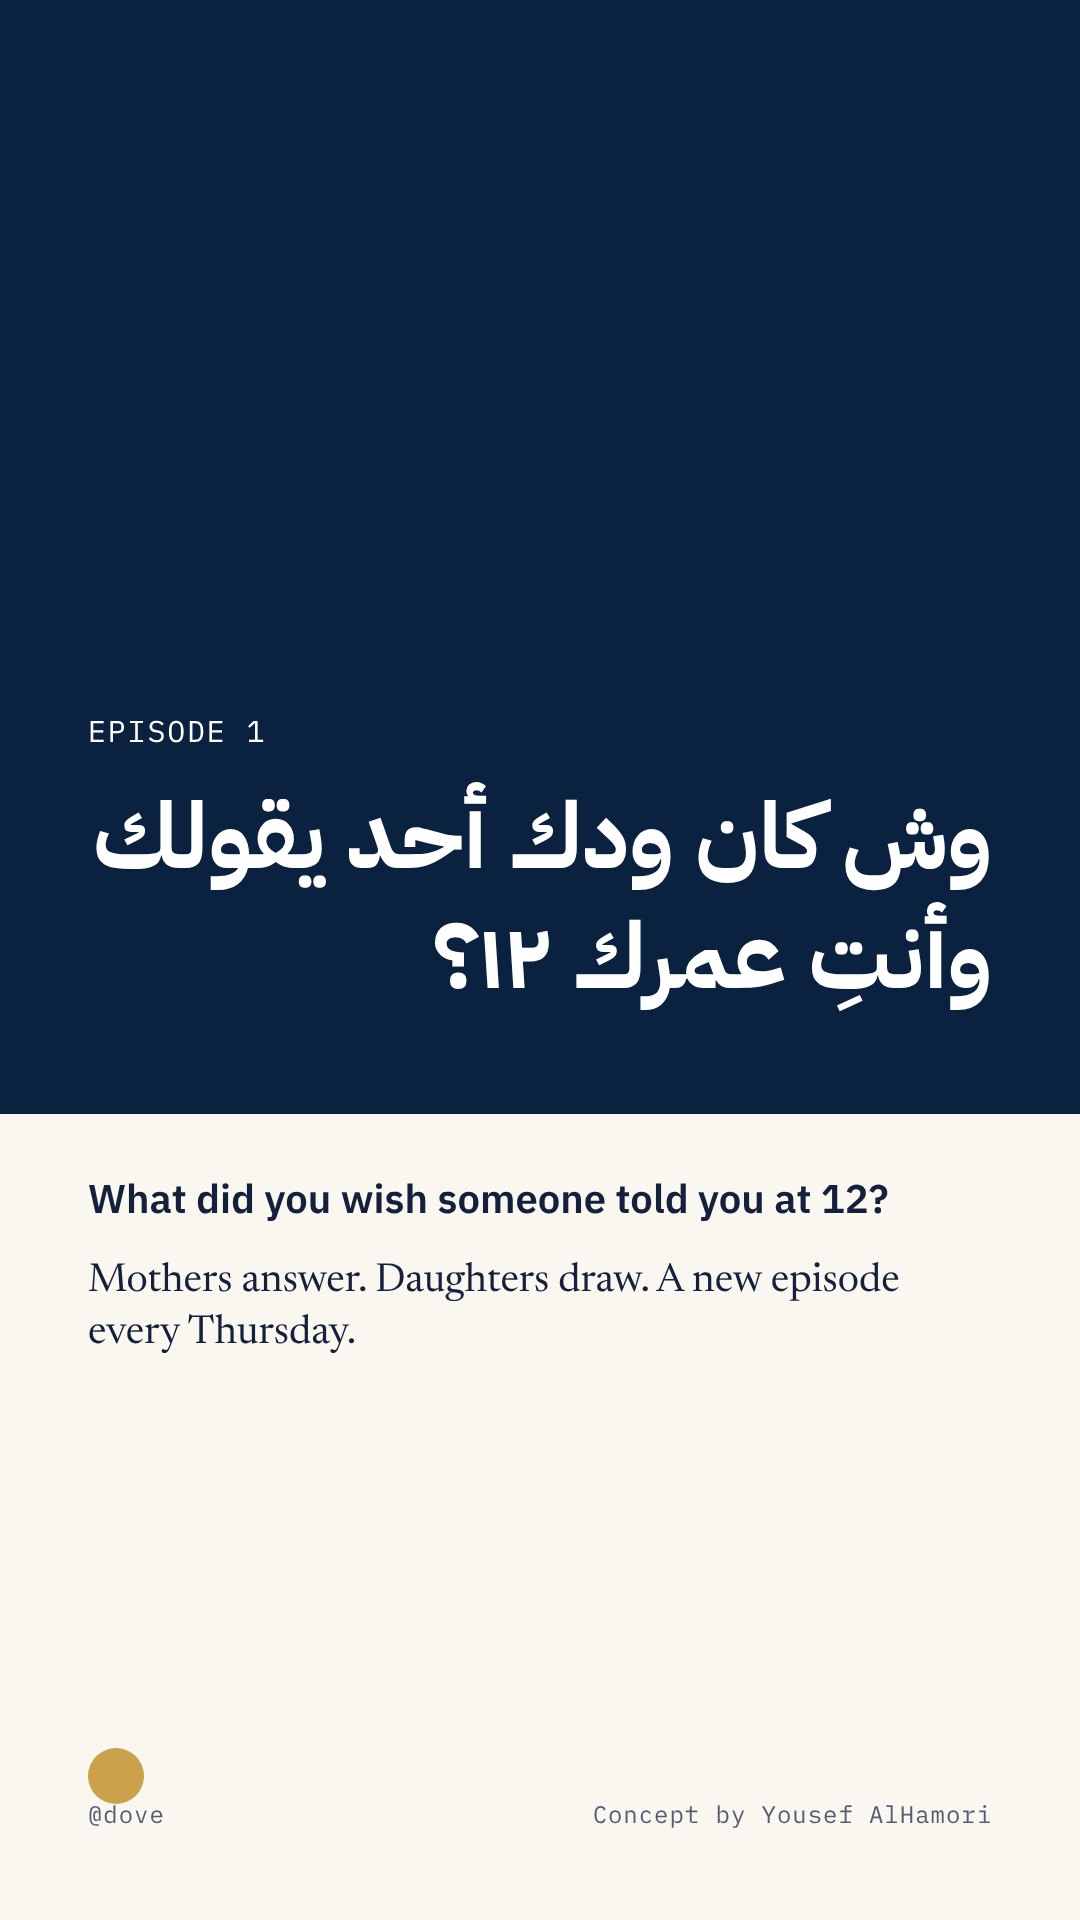 EPISODE 1
وش كان ودك أحد يقولك
وأنتِ عمرك ١٢؟
What did you wish someone told you at 12?
Mothers answer. Daughters draw. A new episode
every Thursday.
@dove
Concept by Yousef AlHamori